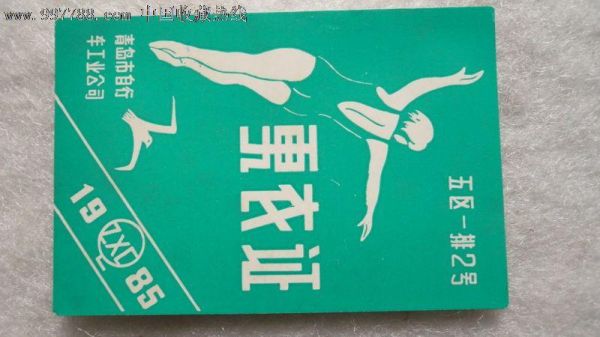 www.997788.com 中国收藏热线
青岛市自行
车工业公司
更衣证
五区一排2号
19 85